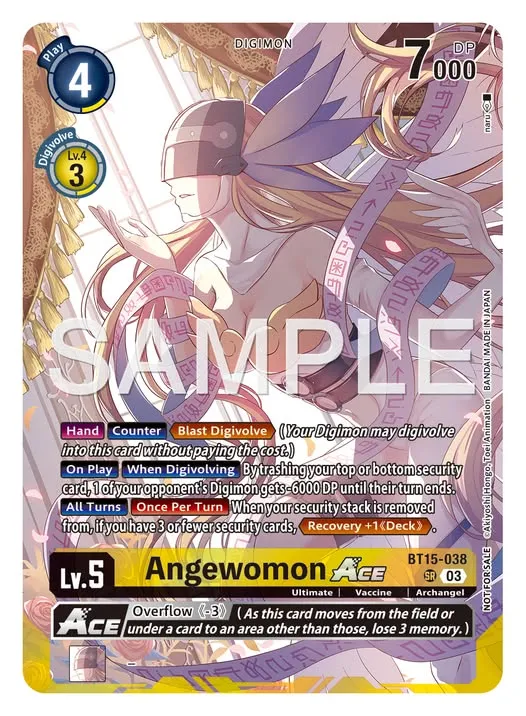 DIGIMON
Play
4
DP
7000
Digivolve
Lv.4
3
naru
SAMPLE
Hand Counter Blast Digivolve (Your Digimon may digivolve
into this card without paying the cost.)
On Play When Digivolving By trashing your top or bottom security
card, 1 of your opponent's Digimon gets -6000 DP until their turn ends.
All Turns Once Per Turn When your security stack is removed
from, if you have 3 or fewer security cards, Recovery +1《Deck》.
NOT FOR SALE ©Akiyoshi Hongo, Toei Animation BANDAI MADE IN JAPAN
BT15-038
Lv.5 Angewomon ACE SR 03
Ultimate | Vaccine | Archangel
ACE Overflow《-3》 (As this card moves from the field or
under a card to an area other than those, lose 3 memory.)
-